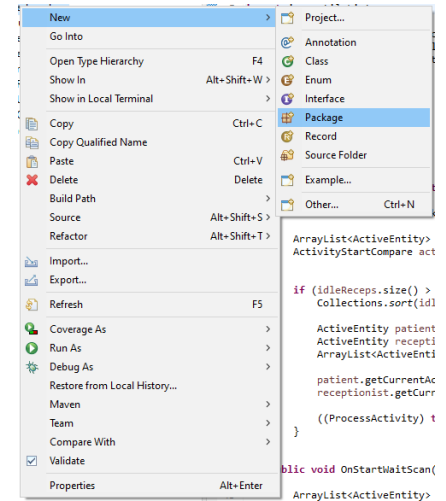 New >
Go Into
Open Type Hierarchy F4
Show In Alt+Shift+W >
Show in Local Terminal >
Copy Ctrl+C
Copy Qualified Name
Paste Ctrl+V
Delete Delete
Build Path >
Source Alt+Shift+S >
Refactor Alt+Shift+T >
Import...
Export...
Refresh F5
Coverage As >
Run As >
Debug As >
Restore from Local History...
Maven >
Team >
Compare With >
Validate
Properties Alt+Enter
Project...
Annotation
Class
Enum
Interface
Package
Record
Source Folder
Example...
Other... Ctrl+N
ArrayList<ActiveEntity>
ActivityStartCompare act
if (idleReceps.size() >
Collections.sort(idl
ActiveEntity patient
ActiveEntity recepti
ArrayList<ActiveEnti
patient.getCurrentAc
receptionist.getCurr
((ProcessActivity) t
}
blic void OnStartWaitScan(
ArrayList<ActiveEntity>